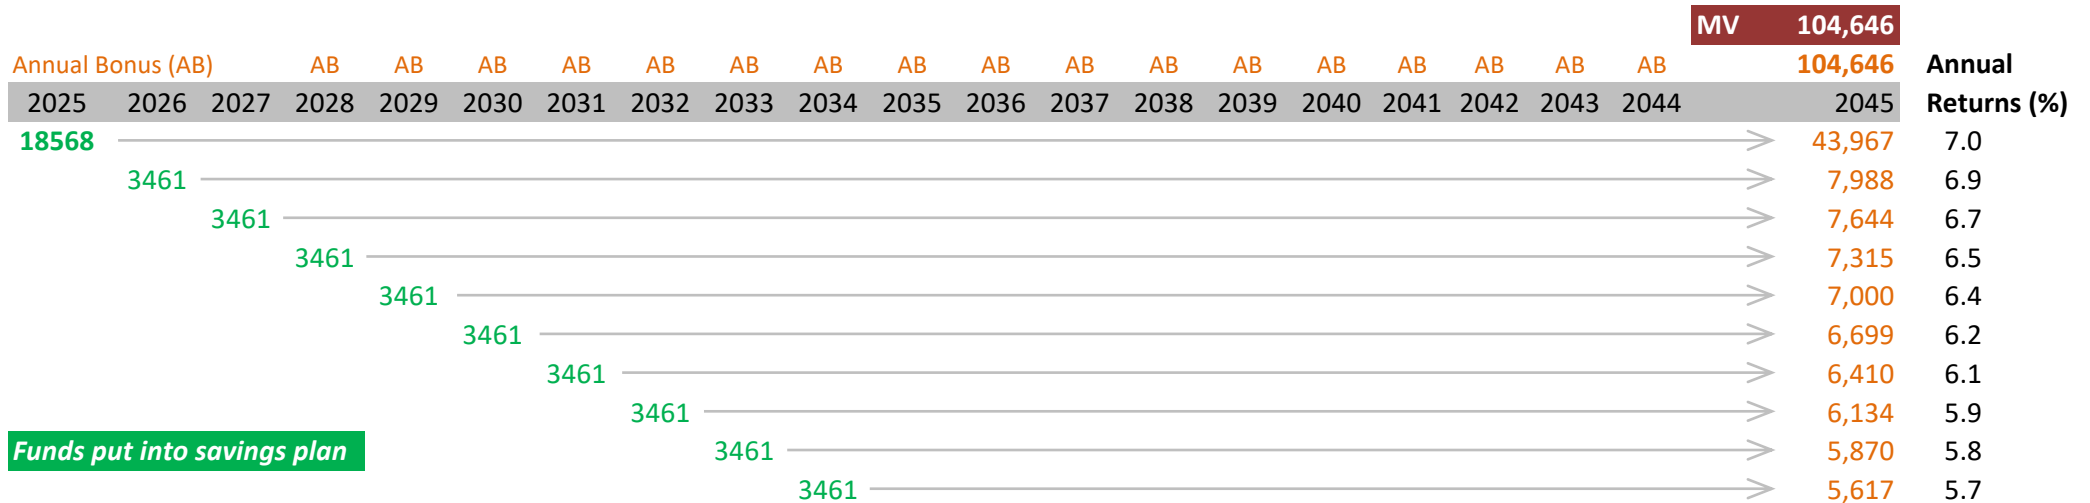 MV 104,646
Annual Bonus (AB) AB AB AB AB AB AB AB AB AB AB AB AB AB AB AB AB AB 104,646 Annual
2025 2026 2027 2028 2029 2030 2031 2032 2033 2034 2035 2036 2037 2038 2039 2040 2041 2042 2043 2044 2045 Returns (%)
18568 43,967 7.0
3461 7,988 6.9
3461 7,644 6.7
3461 7,315 6.5
3461 7,000 6.4
3461 6,699 6.2
3461 6,410 6.1
3461 6,134 5.9
Funds put into savings plan 3461 5,870 5.8
3461 5,617 5.7